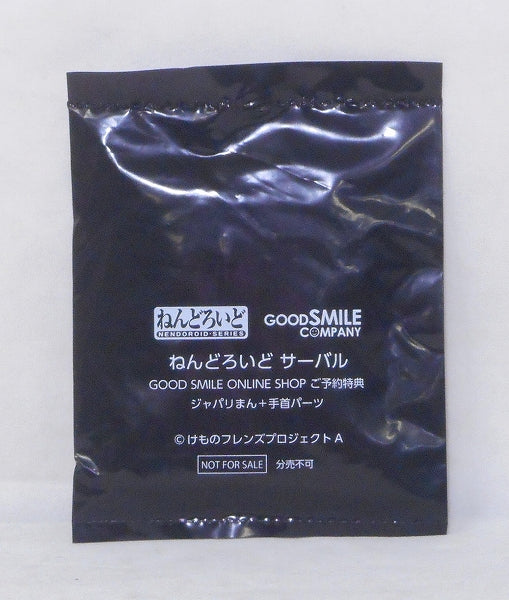 ねんどろいど GOODSMILE
NENDOROID・SERIES COMPANY
ねんどろいど サーバル
GOOD SMILE ONLINE SHOP ご予約特典
ジャパリまん+手首パーツ
©けものフレンズプロジェクトA
NOT FOR SALE 分売不可